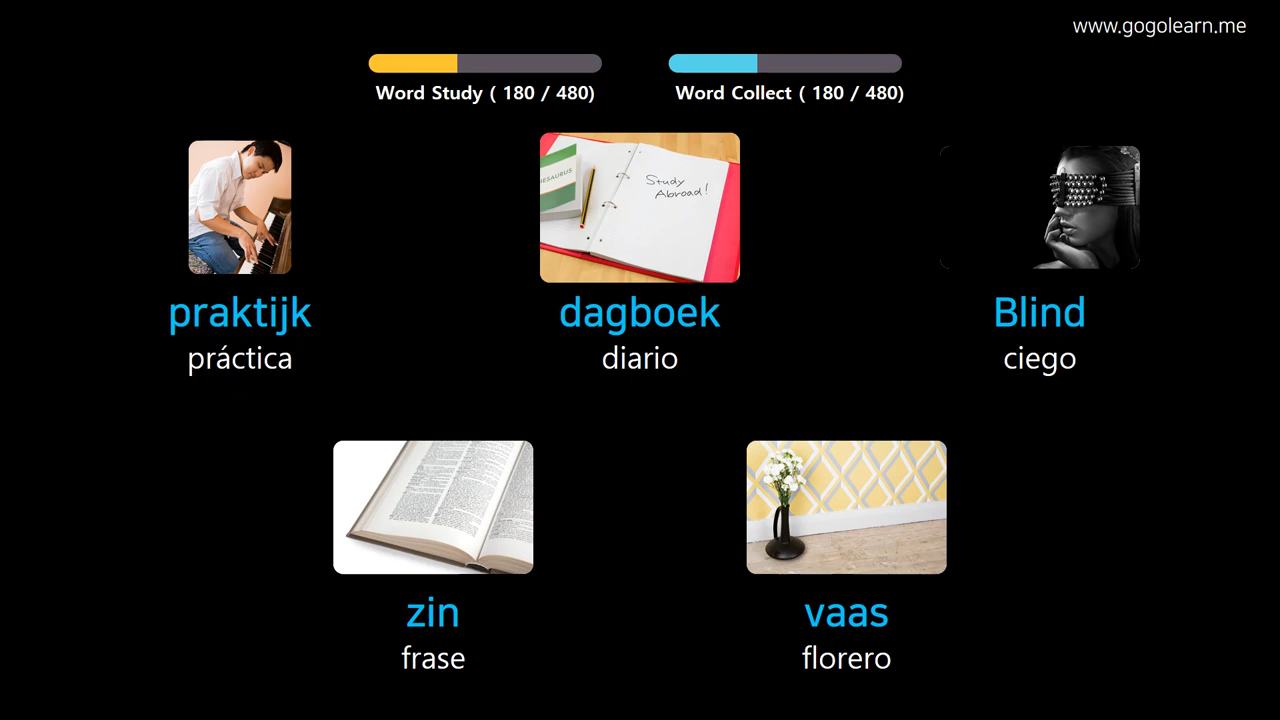 www.gogolearn.me
Word Study ( 180 / 480)
Word Collect ( 180 / 480)
ESAURUS
Study
Abroad!
praktijk
práctica
dagboek
diario
Blind
ciego
zin
frase
vaas
florero